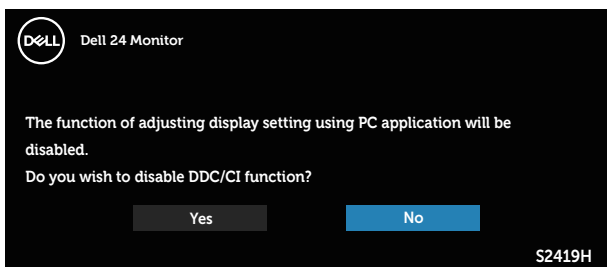 DELL
Dell 24 Monitor
The function of adjusting display setting using PC application will be
disabled.
Do you wish to disable DDC/CI function?
Yes No
S2419H